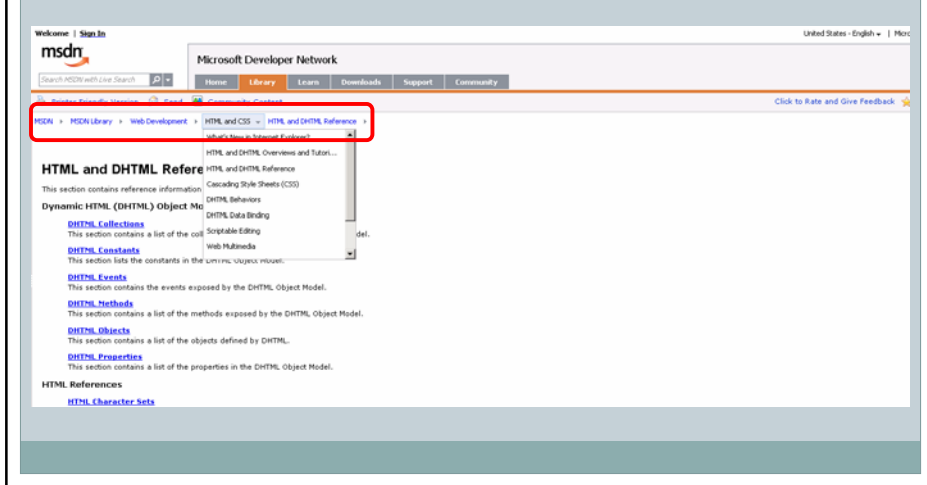 Welcome | Sign In
United States - English | Micro
msdn
Microsoft Developer Network
Search MSDN with Live Search
Home Library Learn Downloads Support Community
Printer Friendly Version Send Community Content
Click to Rate and Give Feedback
MSDN MSDN Library Web Development HTML and CSS HTML and DHTML Reference
What's New in Internet Explorer?
HTML and DHTML Overviews and Tutori...
HTML and DHTML Reference
Cascading Style Sheets (CSS)
DHTML Behaviors
DHTML Data Binding
Scriptable Editing
Web Multimedia
HTML and DHTML Refere
This section contains reference information
Dynamic HTML (DHTML) Object Mo
DHTML Collections
This section contains a list of the coll del.
DHTML Constants
This section lists the constants in the DHTML Object Model.
DHTML Events
This section contains the events exposed by the DHTML Object Model.
DHTML Methods
This section contains a list of the methods exposed by the DHTML Object Model.
DHTML Objects
This section contains a list of the objects defined by DHTML.
DHTML Properties
This section contains a list of the properties in the DHTML Object Model.
HTML References
HTML Character Sets